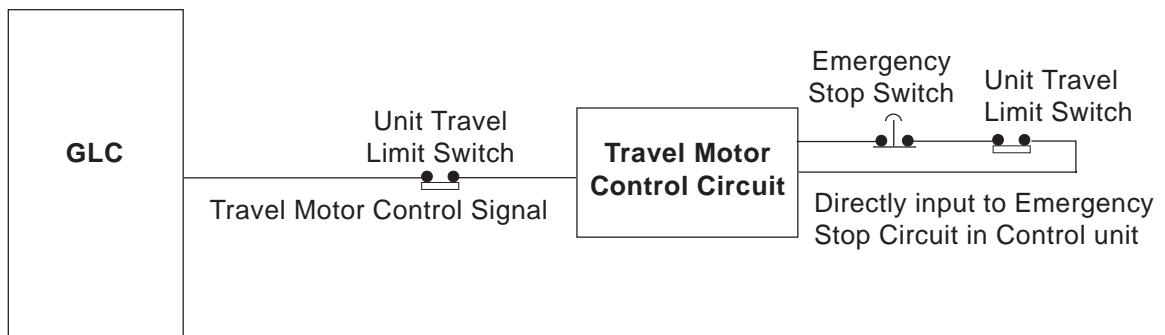 GLC
Unit Travel
Limit Switch
Travel Motor Control Signal
Travel Motor
Control Circuit
Emergency
Stop Switch
Unit Travel
Limit Switch
Directly input to Emergency
Stop Circuit in Control unit